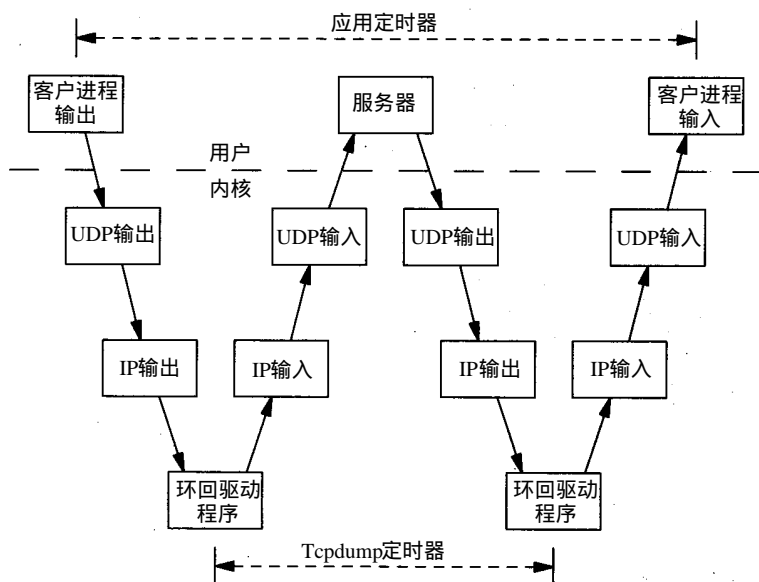 应用定时器
客户进程
输出
服务器
客户进程
输入
用户
内核
UDP输出
UDP输入
UDP输出
UDP输入
IP输出
IP输入
IP输出
IP输入
环回驱动
程序
环回驱动
程序
Tcpdump定时器